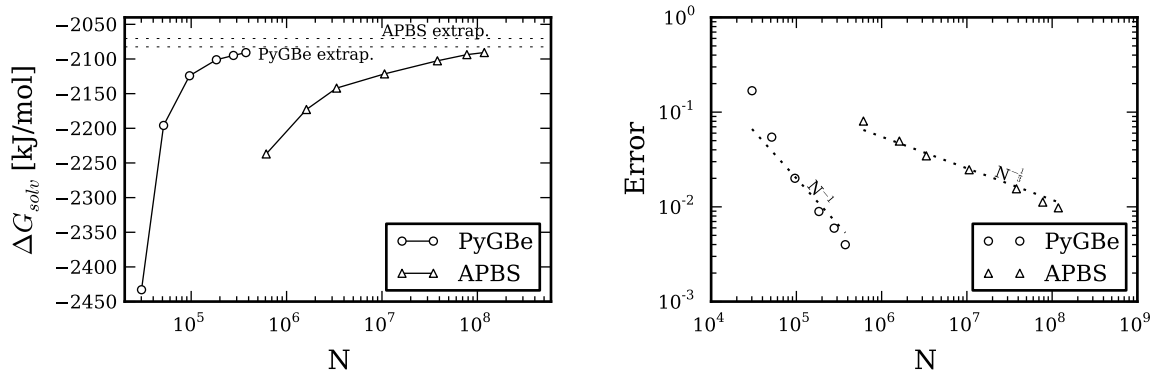 −2050
−2100
−2150
−2200
−2250
−2300
−2350
−2400
−2450
ΔG_solv [kJ/mol]
APBS extrap.
PyGBe extrap.
PyGBe
APBS
10^5
10^6
10^7
10^8
N
10^0
10^-1
10^-2
10^-3
Error
N^-1
N^-1/3
PyGBe
APBS
10^4
10^5
10^6
10^7
10^8
10^9
N